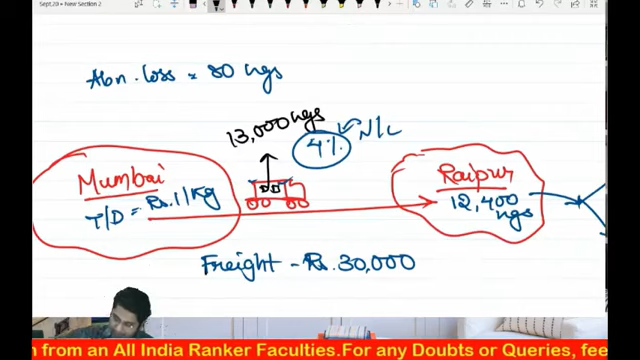 Sept,20 » New Section 2
Abn. loss = 80 kgs
13,000 kgs
4% N/L
Mumbai
T/D = Rs.1/Kg
Raipur
12,400
kgs
Freight - Rs.30,000
n from an All India Ranker Faculties.For any Doubts or Queries, fee